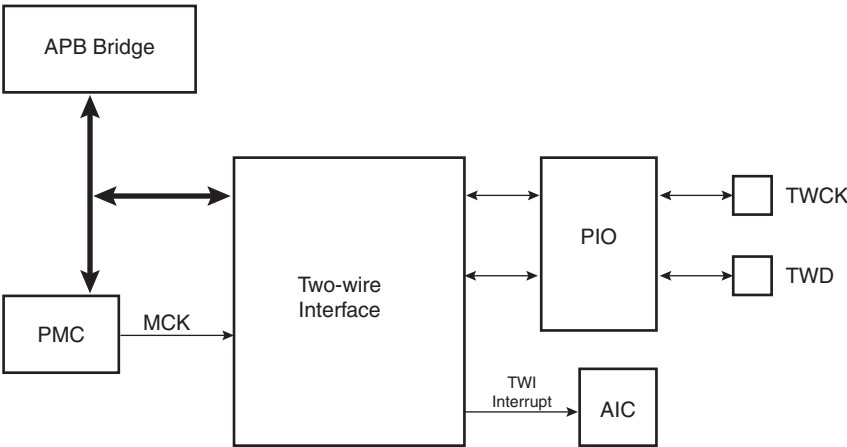 APB Bridge
TWCK
PIO
Two-wire
Interface
TWD
MCK
PMC
TWI
Interrupt
AIC